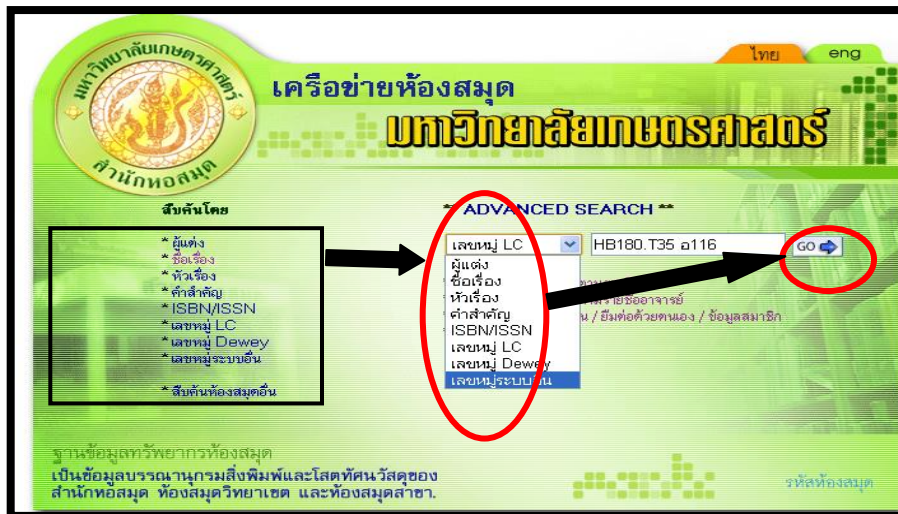 มหาวิทยาลัยเกษตรศาสตร์
สำนักหอสมุด
ไทย
eng
เครือข่ายห้องสมุด
มหาวิทยาลัยเกษตรศาสตร์
สืบค้นโดย
* ผู้แต่ง
* ชื่อเรื่อง
* หัวเรื่อง
* คำสำคัญ
* ISBN/ISSN
* เลขหมู่ LC
* เลขหมู่ Dewey
* เลขหมู่ระบบอื่น
* สืบค้นห้องสมุดอื่น
** ADVANCED SEARCH **
เลขหมู่ LC
HB180.T35 อ116
GO
ผู้แต่ง
ชื่อเรื่อง
หัวเรื่อง
คำสำคัญ
ISBN/ISSN
เลขหมู่ LC
เลขหมู่ Dewey
เลขหมู่ระบบอื่น
รายชื่ออาจารย์
/ ยืมต่อด้วยตนเอง / ข้อมูลสมาชิก
ฐานข้อมูลทรัพยากรห้องสมุด
เป็นข้อมูลบรรณานุกรมสิ่งพิมพ์และโสตทัศนวัสดุของ
สำนักหอสมุด ห้องสมุดวิทยาเขต และห้องสมุดสาขา.
รหัสห้องสมุด